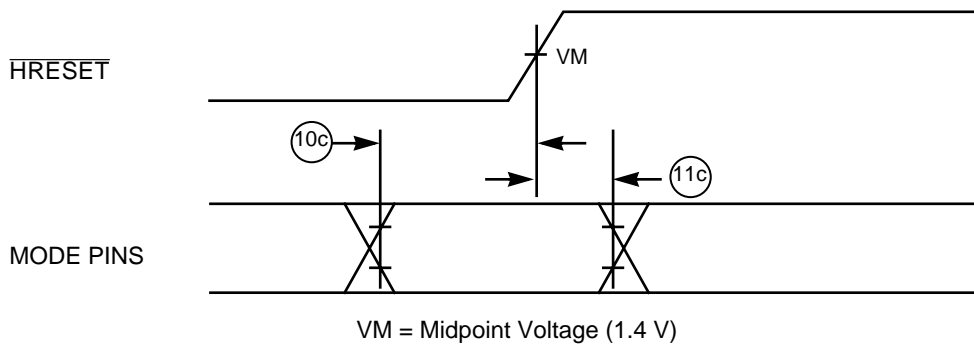 HRESET
VM
10c
11c
MODE PINS
VM = Midpoint Voltage (1.4 V)